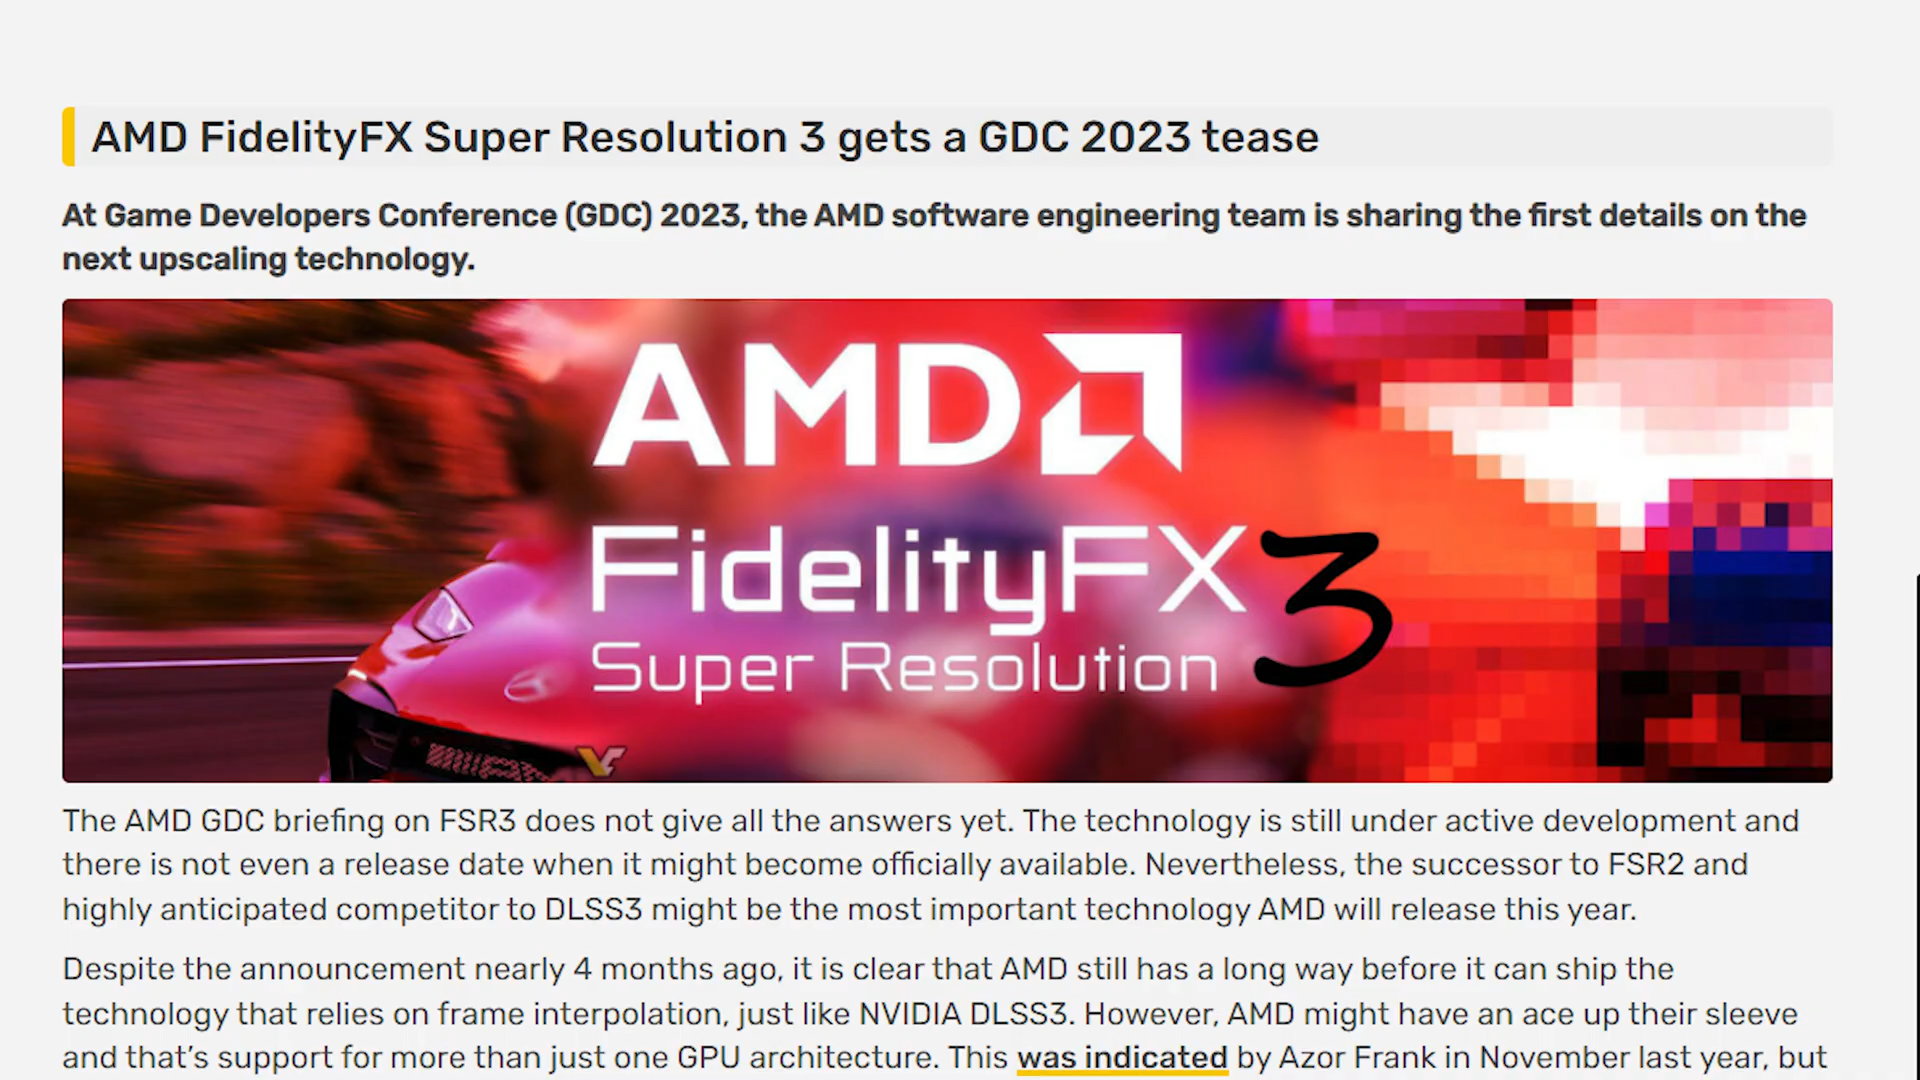 AMD FidelityFX Super Resolution 3 gets a GDC 2023 tease
At Game Developers Conference (GDC) 2023, the AMD software engineering team is sharing the first details on the
next upscaling technology.
AMD
FidelityFX 3
Super Resolution
The AMD GDC briefing on FSR3 does not give all the answers yet. The technology is still under active development and
there is not even a release date when it might become officially available. Nevertheless, the successor to FSR2 and
highly anticipated competitor to DLSS3 might be the most important technology AMD will release this year.
Despite the announcement nearly 4 months ago, it is clear that AMD still has a long way before it can ship the
technology that relies on frame interpolation, just like NVIDIA DLSS3. However, AMD might have an ace up their sleeve
and that's support for more than just one GPU architecture. This was indicated by Azor Frank in November last year, but